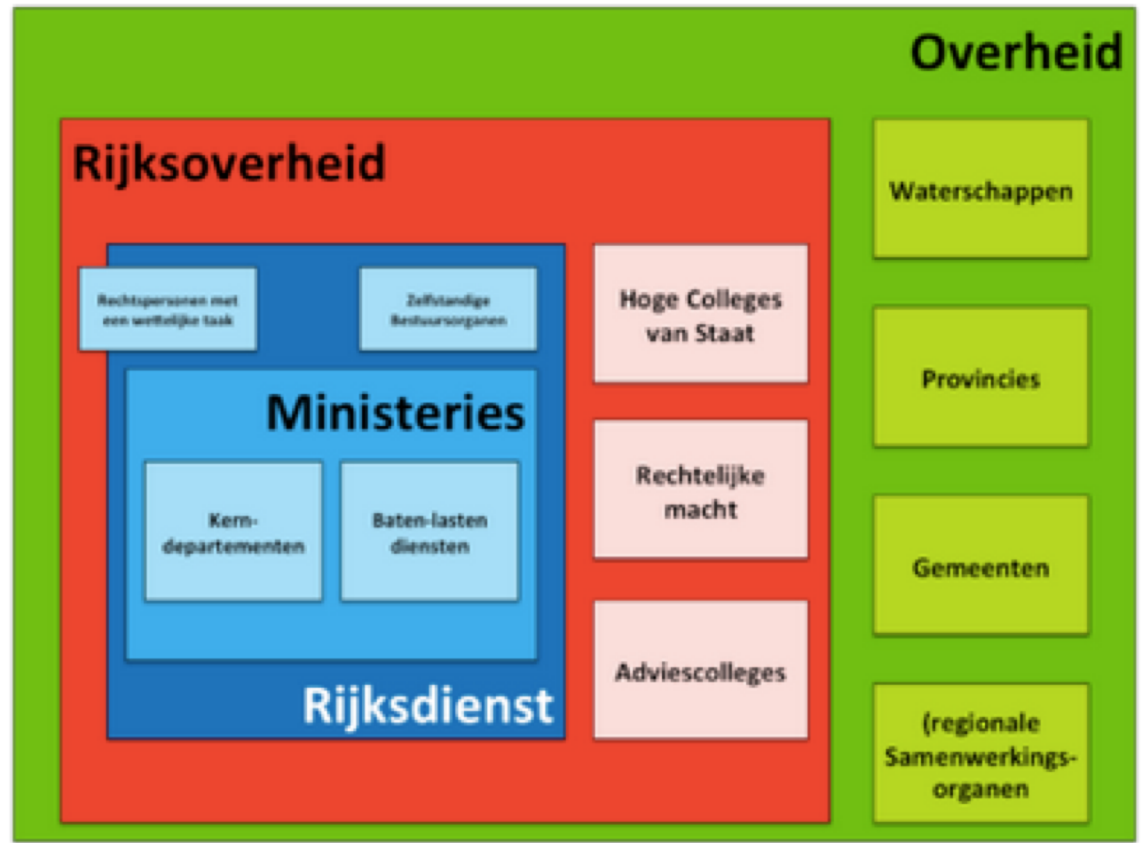 Overheid
Rijksoverheid
Rechtspersonen met
een wettelijke taak
Zelfstandige
Bestuursorganen
Ministeries
Kern-
departementen
Baten-lasten
diensten
Rijksdienst
Hoge Colleges
van Staat
Rechtelijke
macht
Adviescolleges
Waterschappen
Provincies
Gemeenten
(regionale
Samenwerkings-
organen